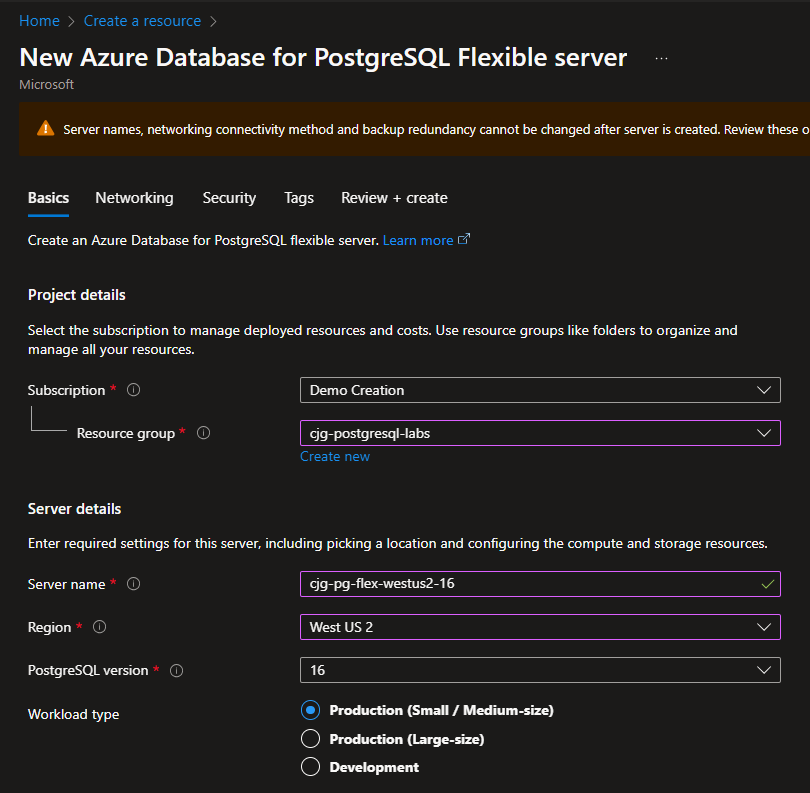 Home > Create a resource >
New Azure Database for PostgreSQL Flexible server ...
Microsoft
Server names, networking connectivity method and backup redundancy cannot be changed after server is created. Review these o
Basics Networking Security Tags Review + create
Create an Azure Database for PostgreSQL flexible server. Learn more
Project details
Select the subscription to manage deployed resources and costs. Use resource groups like folders to organize and
manage all your resources.
Subscription * Demo Creation
Resource group * cjg-postgresql-labs
Create new
Server details
Enter required settings for this server, including picking a location and configuring the compute and storage resources.
Server name * cjg-pg-flex-westus2-16
Region * West US 2
PostgreSQL version * 16
Workload type Production (Small / Medium-size)
Production (Large-size)
Development